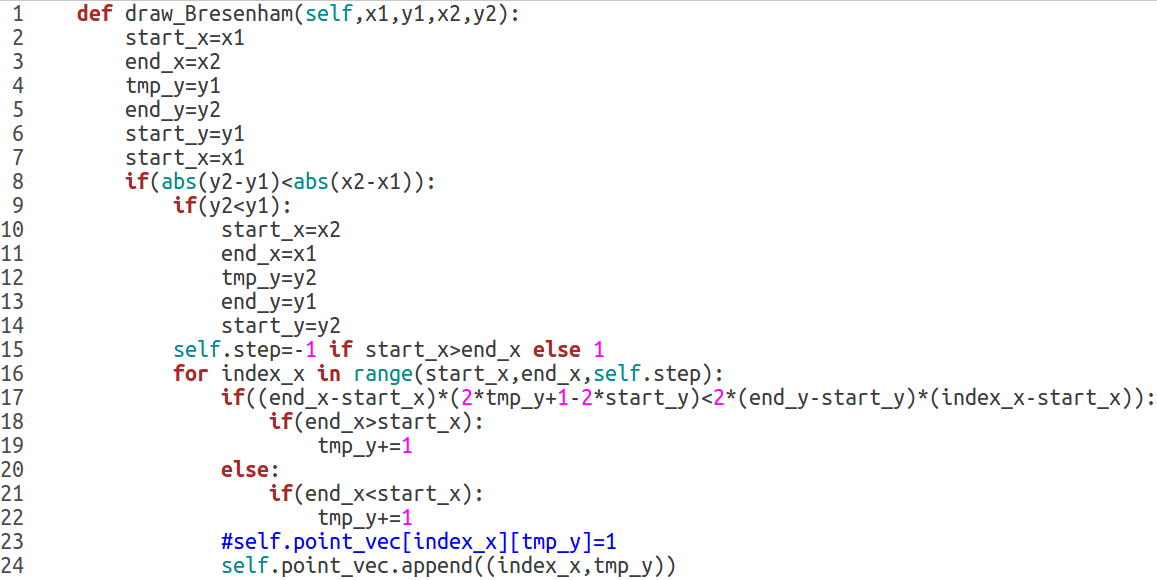 1 def draw_Bresenham(self,x1,y1,x2,y2):
2 start_x=x1
3 end_x=x2
4 tmp_y=y1
5 end_y=y2
6 start_y=y1
7 start_x=x1
8 if(abs(y2-y1)<abs(x2-x1)):
9 if(y2<y1):
10 start_x=x2
11 end_x=x1
12 tmp_y=y2
13 end_y=y1
14 start_y=y2
15 self.step=-1 if start_x>end_x else 1
16 for index_x in range(start_x,end_x,self.step):
17 if((end_x-start_x)*(2*tmp_y+1-2*start_y)<2*(end_y-start_y)*(index_x-start_x)):
18 if(end_x>start_x):
19 tmp_y+=1
20 else:
21 if(end_x<start_x):
22 tmp_y+=1
23 #self.point_vec[index_x][tmp_y]=1
24 self.point_vec.append((index_x,tmp_y))